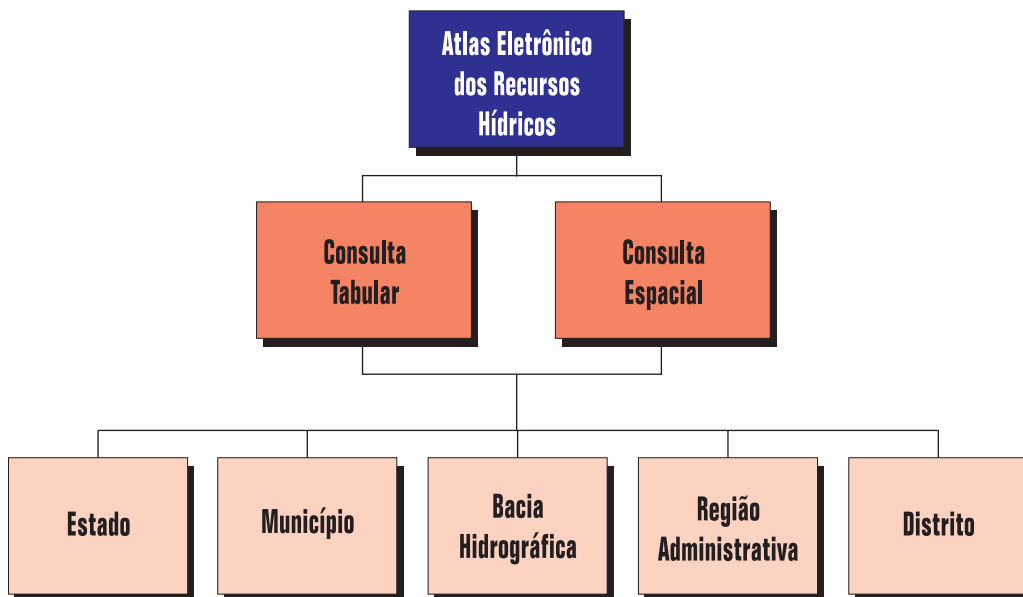 Atlas Eletrônico
dos Recursos
Hídricos
Consulta
Tabular
Consulta
Espacial
Estado
Município
Bacia
Hidrográfica
Região
Administrativa
Distrito